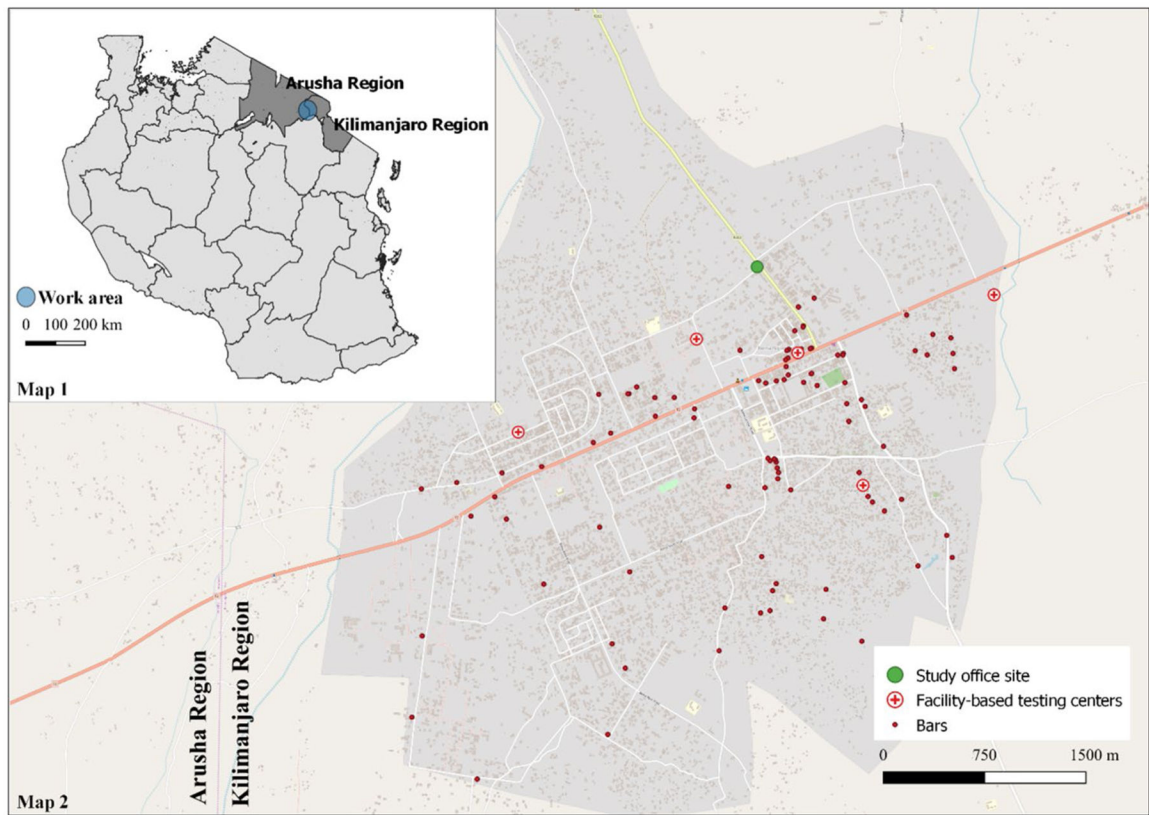 Arusha Region
Kilimanjaro Region
Work area
0 100 200 km
Map 1
Arusha Region
Kilimanjaro Region
Study office site
Facility-based testing centers
Bars
0 750 1500 m
Map 2